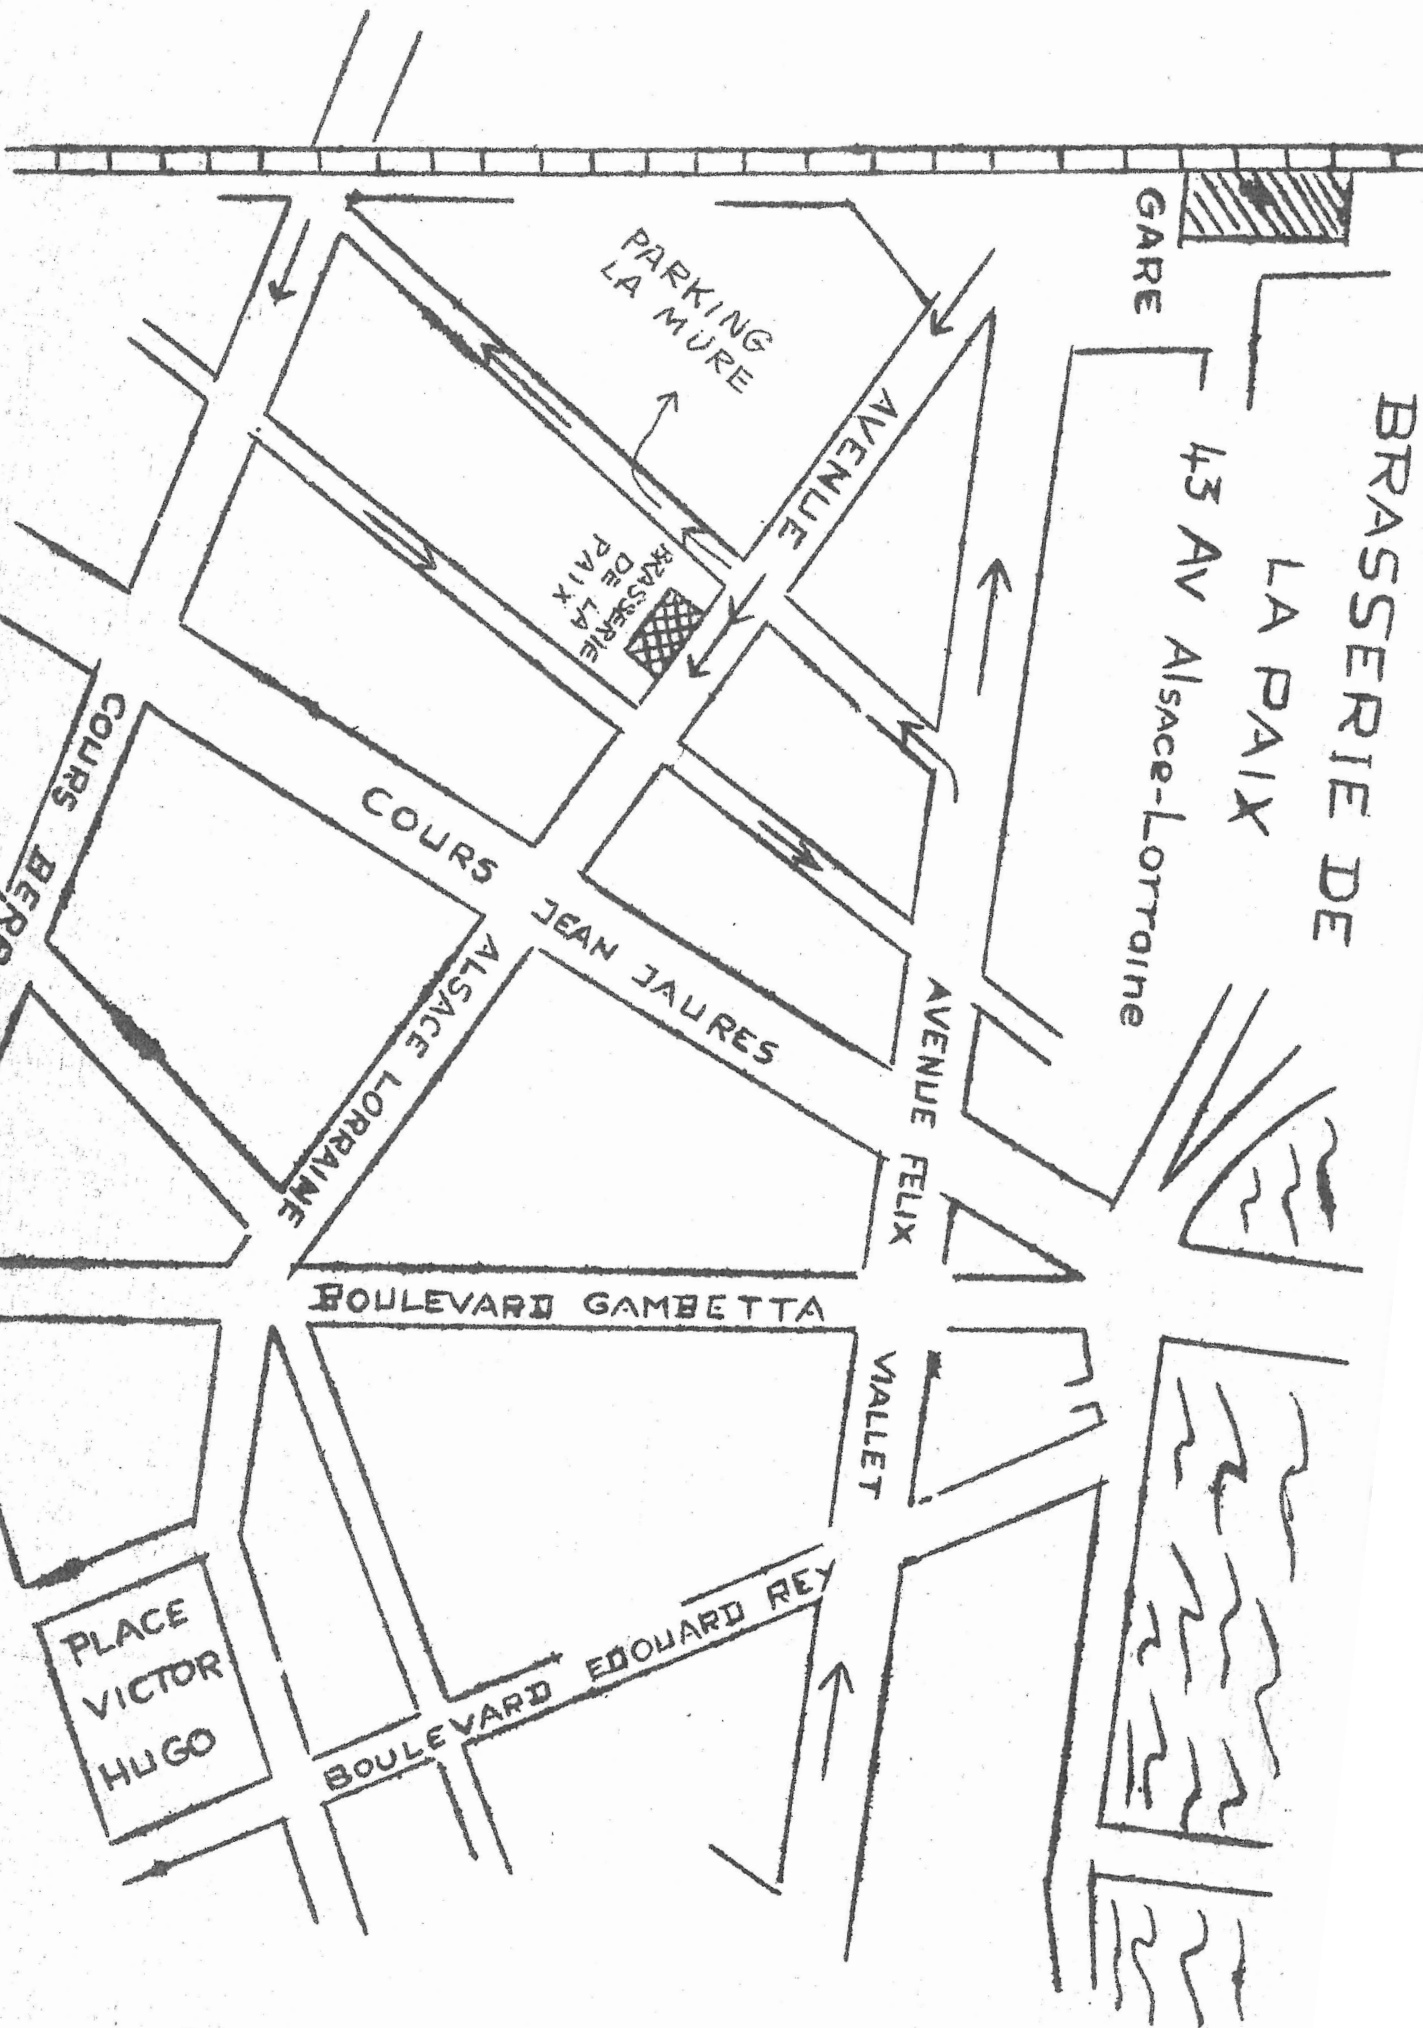 BRASSERIE DE
LA PAIX
43 AV Alsace-Lorraine
GARE
PARKING
LA MURE
AVENUE
BRASSERIE
DE LA
PAIX
COURS JEAN JAURES
ALSACE LORRAINE
AVENUE FELIX VIALLET
COURS BERR
BOULEVARD GAMBETTA
BOULEVARD EDOUARD REY
PLACE
VICTOR
HUGO